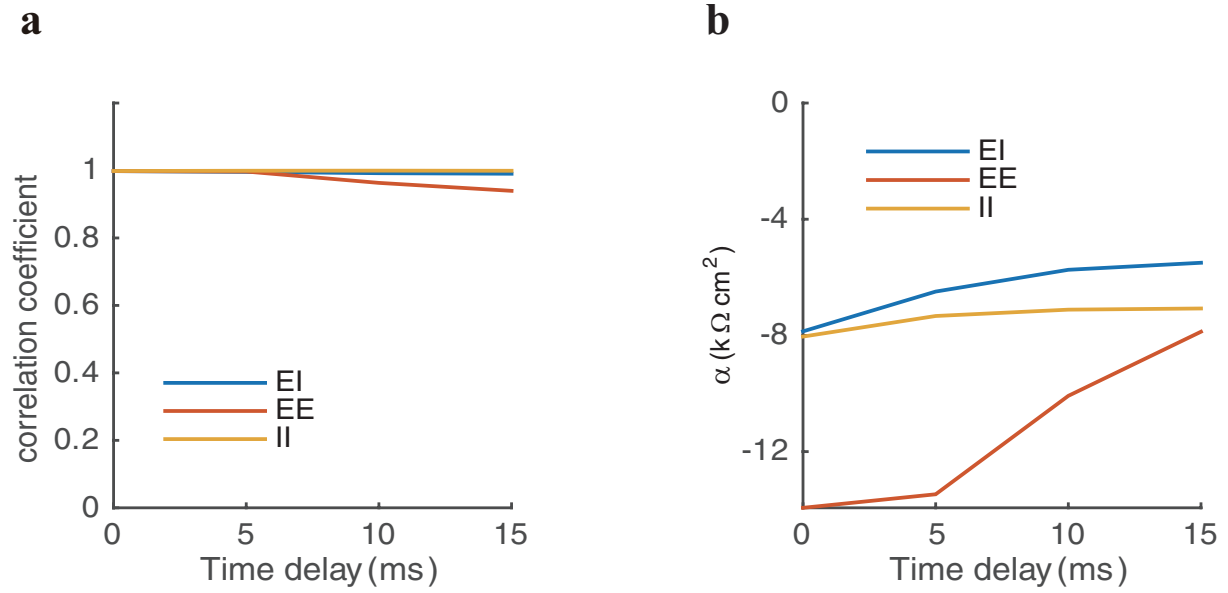 a
correlation coefficient
1
0.8
0.6
0.4
0.2
0
EI
EE
II
0 5 10 15
Time delay (ms)
b
α (kΩ cm²)
0
-4
-8
-12
EI
EE
II
0 5 10 15
Time delay (ms)